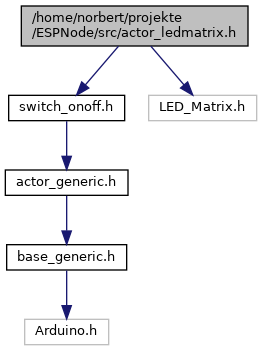 /home/norbert/projekte
/ESPNode/src/actor_ledmatrix.h
switch_onoff.h
LED_Matrix.h
actor_generic.h
base_generic.h
Arduino.h